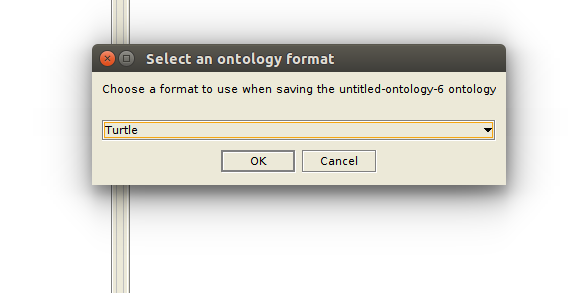 Select an ontology format
Choose a format to use when saving the untitled-ontology-6 ontology
Turtle
OK Cancel